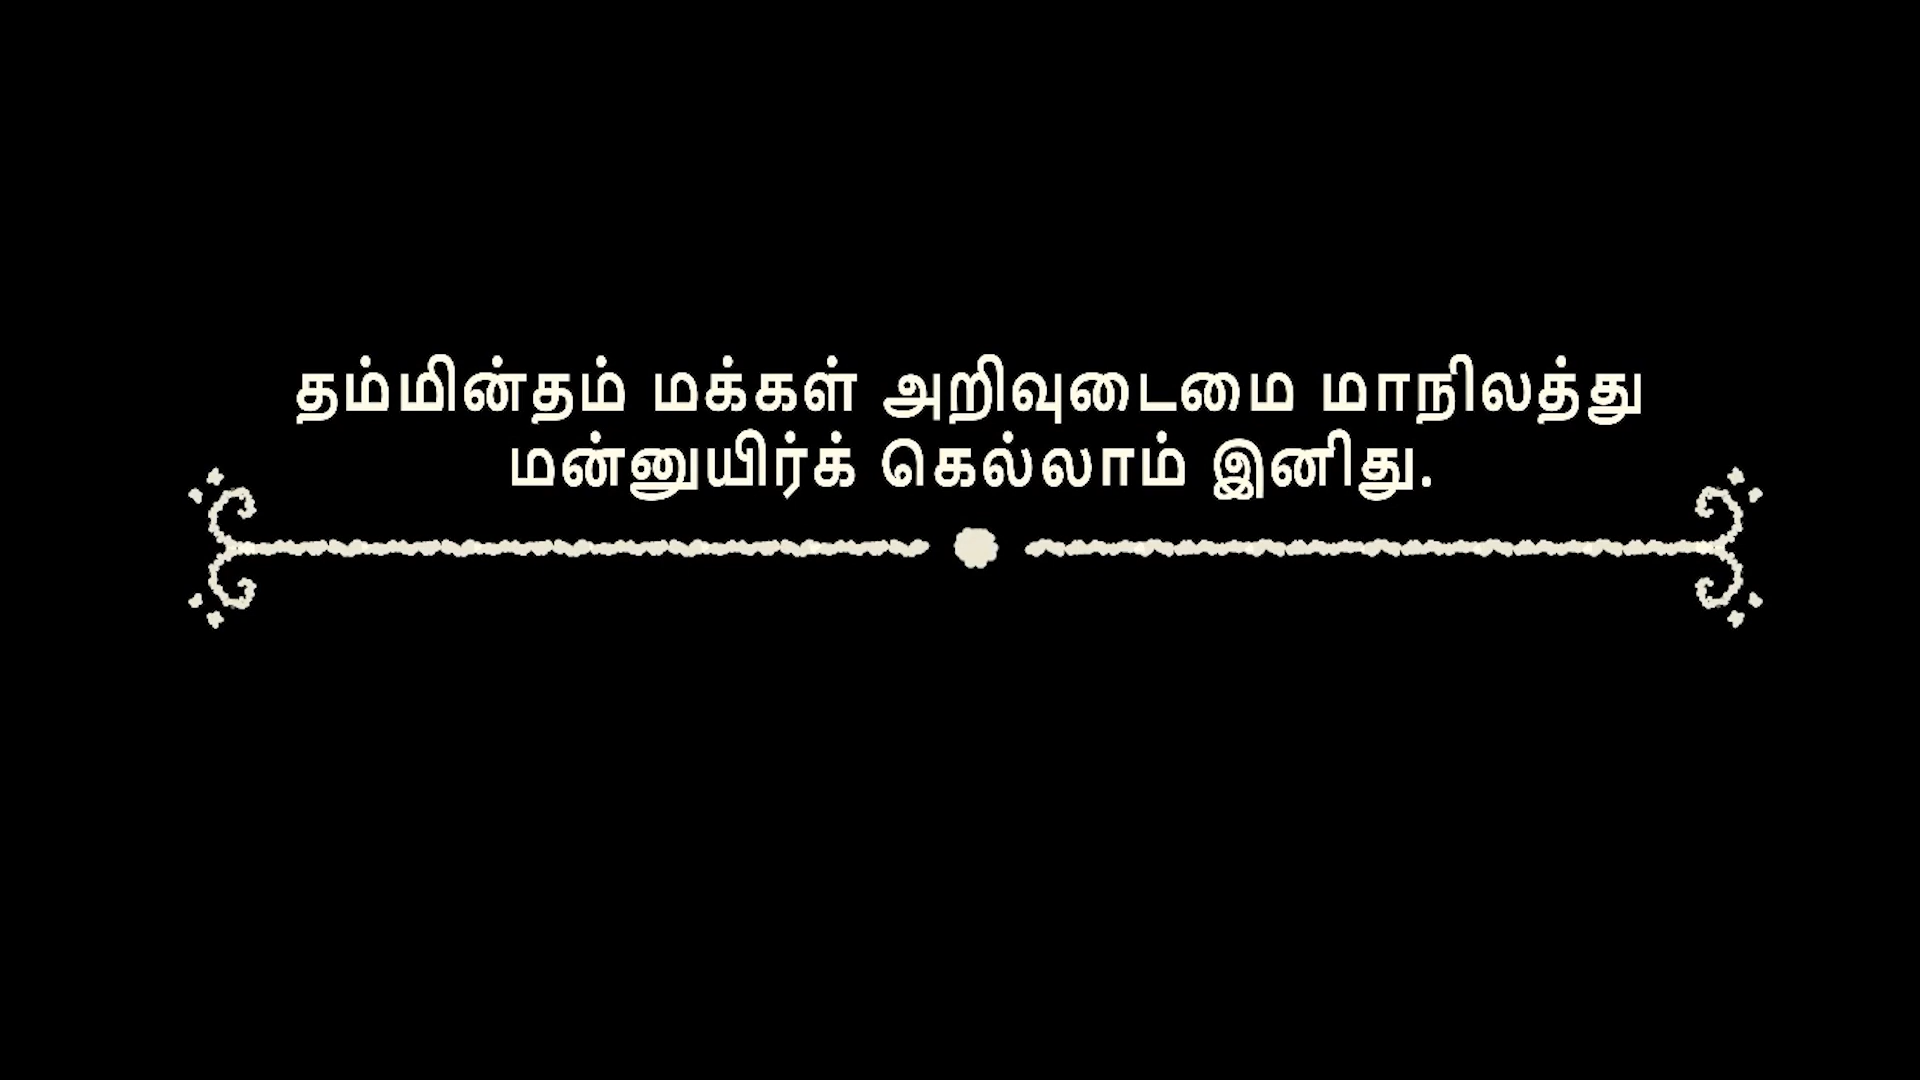 தம்மின்தம் மக்கள் அறிவுடைமை மாநிலத்து
மன்னுயிர்க் கெல்லாம் இனிது.